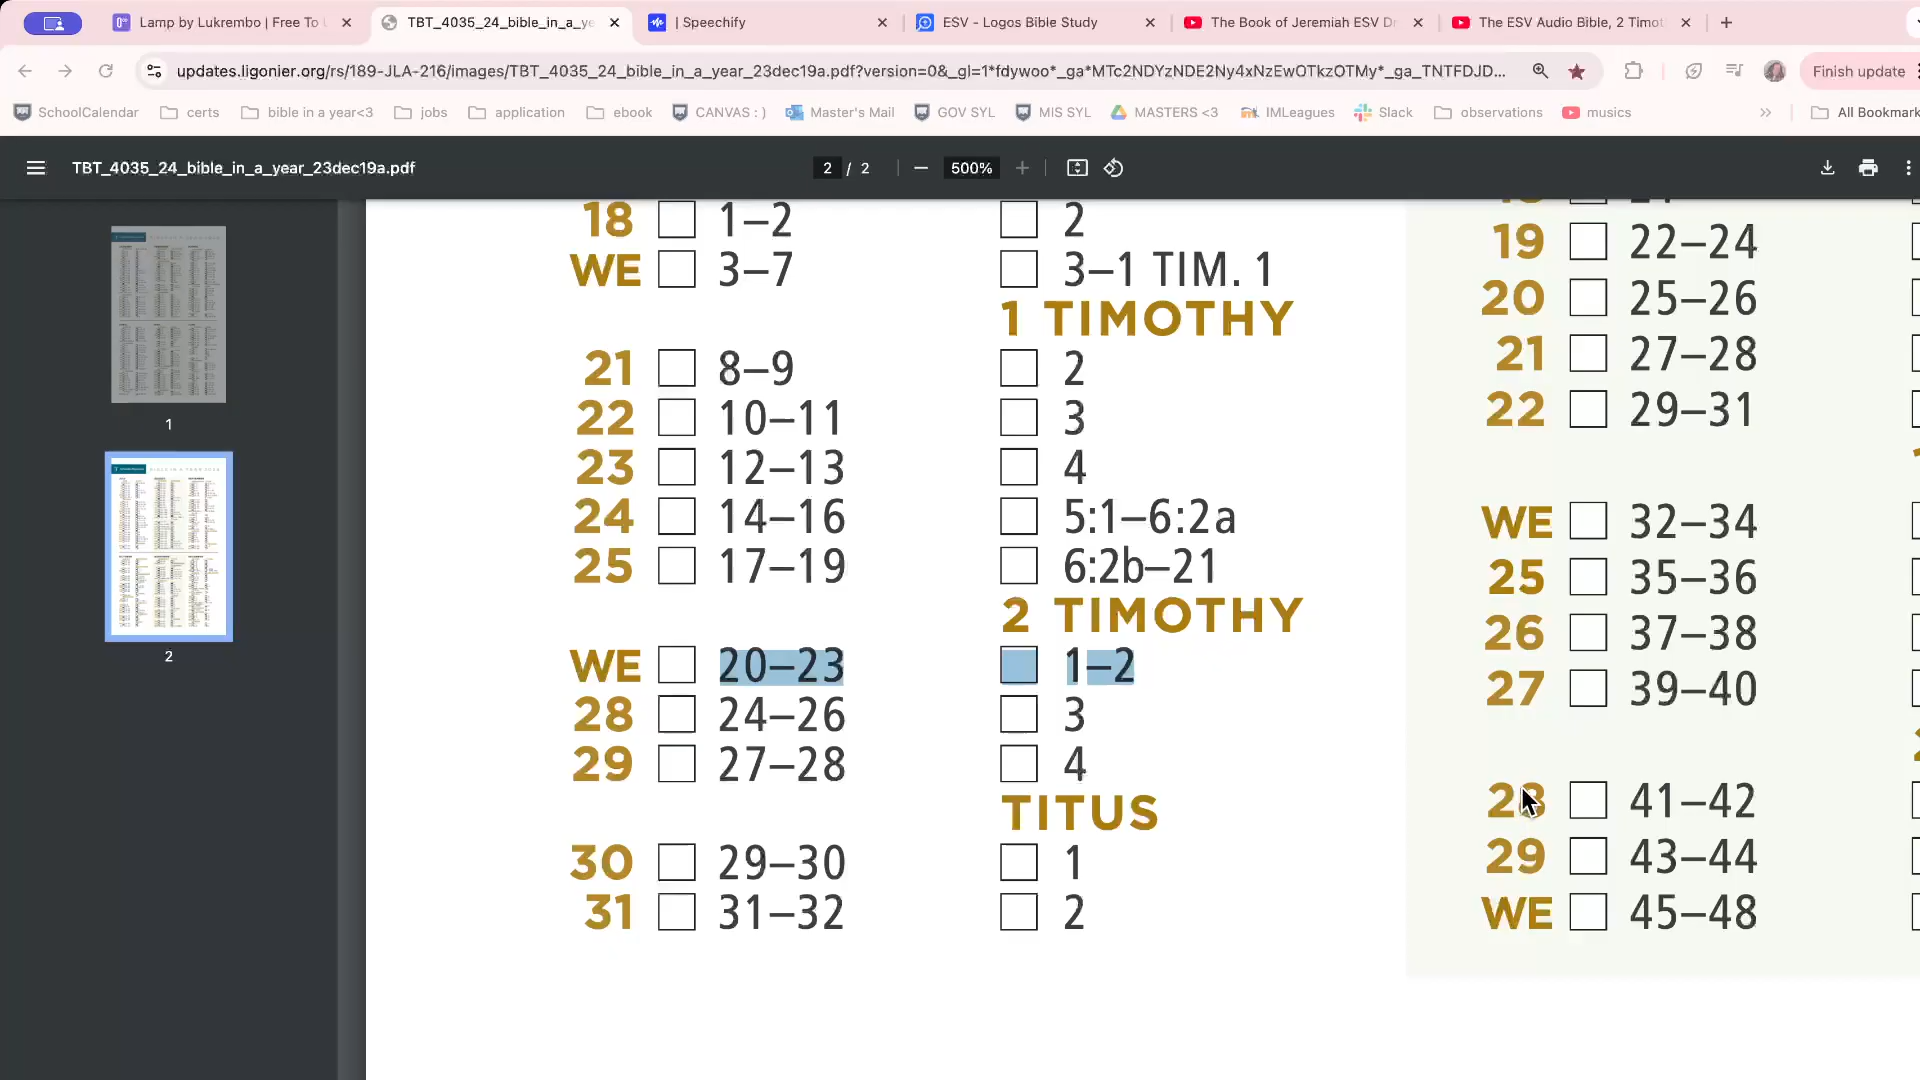 Lamp by Lukrembo | Free To
TBT_4035_24_bible_in_a_ye
| Speechify
ESV - Logos Bible Study
The Book of Jeremiah ESV Dr
The ESV Audio Bible, 2 Timot
updates.ligonier.org/rs/189-JLA-216/images/TBT_4035_24_bible_in_a_year_23dec19a.pdf?version=0&_gl=1*fdywoo*_ga*MTc2NDYzNDE2Ny4xNzEwOTkzOTMy*_ga_TNTFDJD...
Finish update
SchoolCalendar
certs
bible in a year<3
jobs
application
ebook
CANVAS : )
Master's Mail
GOV SYL
MIS SYL
MASTERS <3
IMLeagues
Slack
observations
musics
All Bookmark
TBT_4035_24_bible_in_a_year_23dec19a.pdf
2 / 2
500%
1
2
18 1–2 2
WE 3–7 3–1 TIM. 1
1 TIMOTHY
21 8–9 2
22 10–11 3
23 12–13 4
24 14–16 5:1–6:2a
25 17–19 6:2b–21
2 TIMOTHY
WE 20–23 1–2
28 24–26 3
29 27–28 4
TITUS
30 29–30 1
31 31–32 2
19 22–24
20 25–26
21 27–28
22 29–31
WE 32–34
25 35–36
26 37–38
27 39–40
28 41–42
29 43–44
WE 45–48